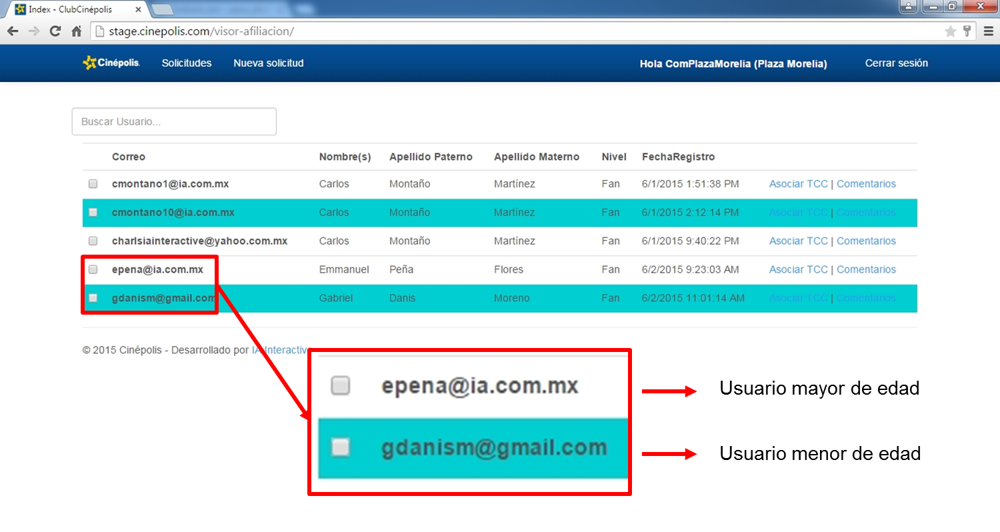 Index - ClubCinépolis
stage.cinepolis.com/visor-afiliacion/
Cinépolis. Solicitudes Nueva solicitud Hola ComPlazaMorelia (Plaza Morelia) Cerrar sesión
Buscar Usuario...
Correo Nombre(s) Apellido Paterno Apellido Materno Nivel FechaRegistro
cmontano1@ia.com.mx Carlos Montaño Martínez Fan 6/1/2015 1:51:38 PM Asociar TCC | Comentarios
cmontano10@ia.com.mx Carlos Montaño Martínez Fan 6/1/2015 2:12:14 PM Asociar TCC | Comentarios
charlsiainteractive@yahoo.com.mx Carlos Montaño Martínez Fan 6/1/2015 9:40:22 PM Asociar TCC | Comentarios
epena@ia.com.mx Emmanuel Peña Flores Fan 6/2/2015 9:23:03 AM Asociar TCC | Comentarios
gdanism@gmail.com Gabriel Danis Moreno Fan 6/2/2015 11:01:14 AM Asociar TCC | Comentarios
© 2015 Cinépolis - Desarrollado por IA Interactive
epena@ia.com.mx Usuario mayor de edad
gdanism@gmail.com Usuario menor de edad